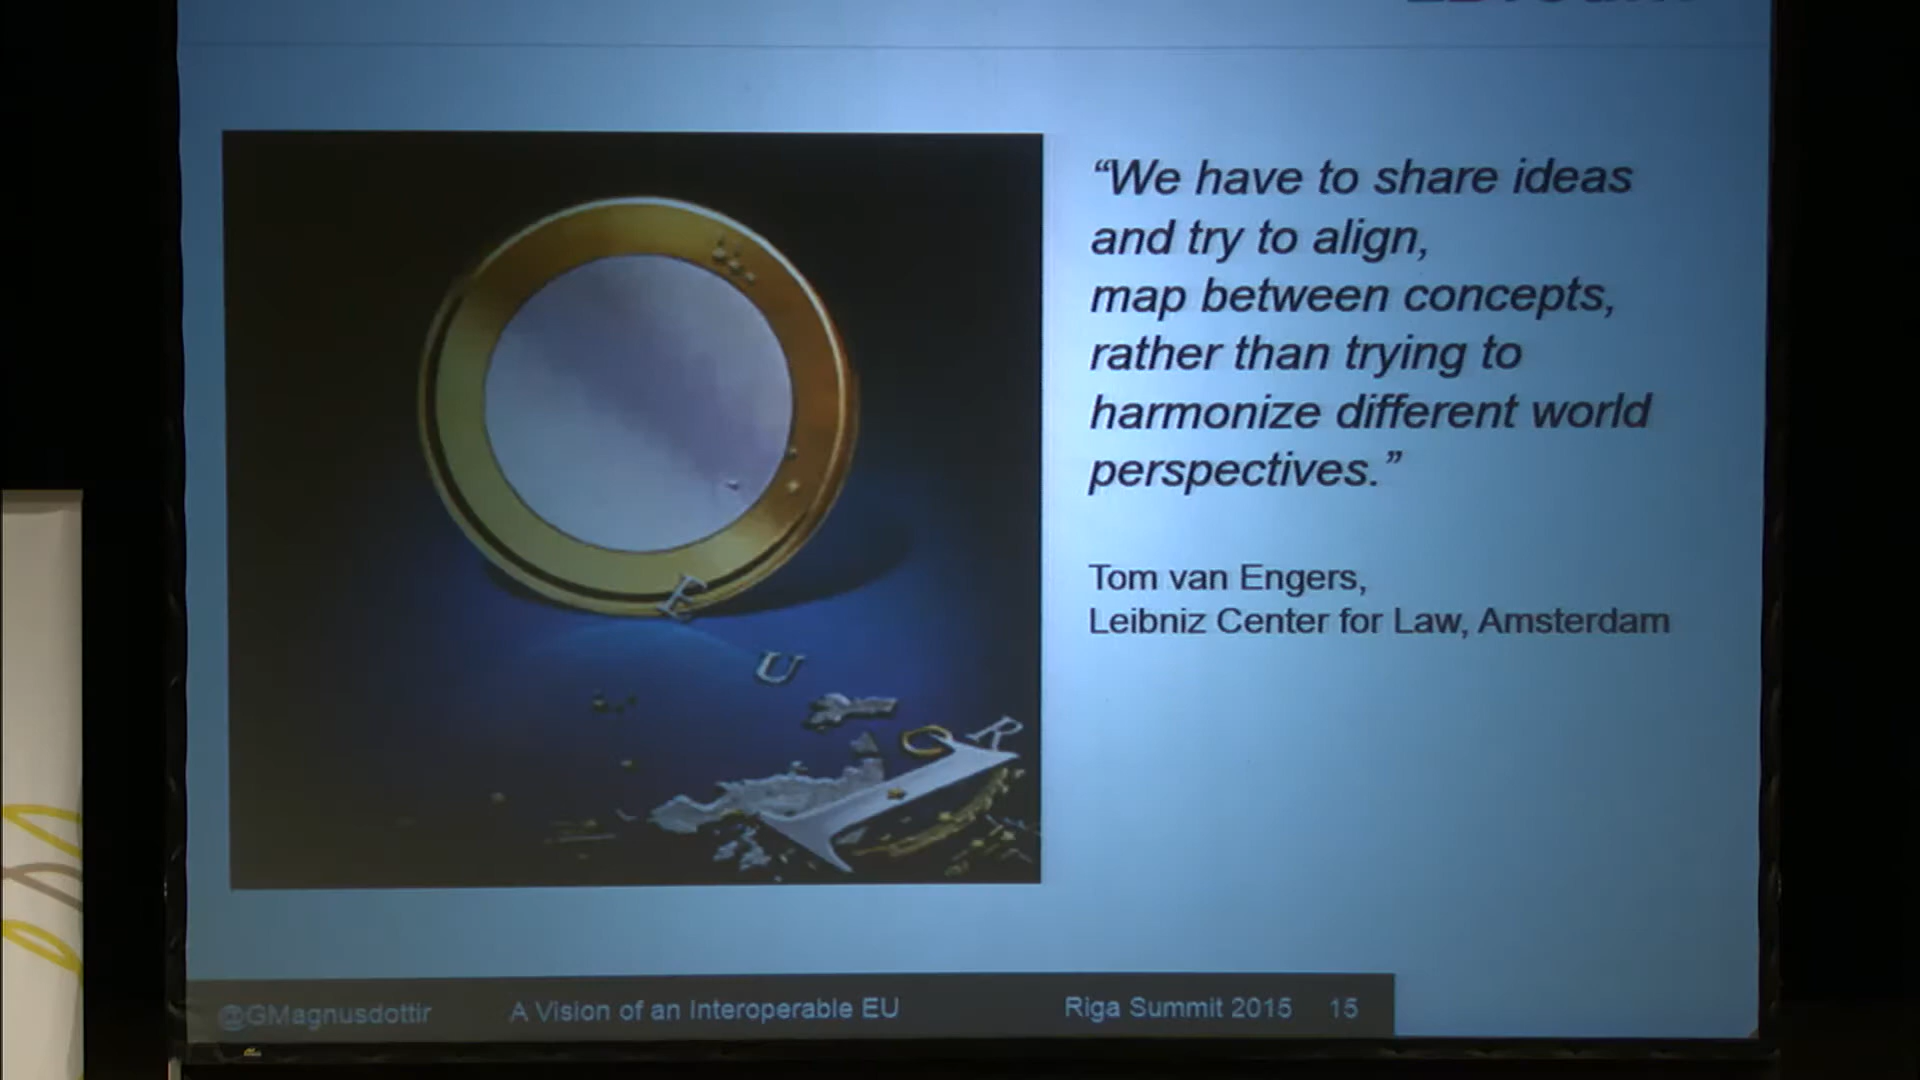 “We have to share ideas
and try to align,
map between concepts,
rather than trying to
harmonize different world
perspectives.”
Tom van Engers,
Leibniz Center for Law, Amsterdam
E
U
O R
@GMagnusdottir A Vision of an Interoperable EU Riga Summit 2015 15